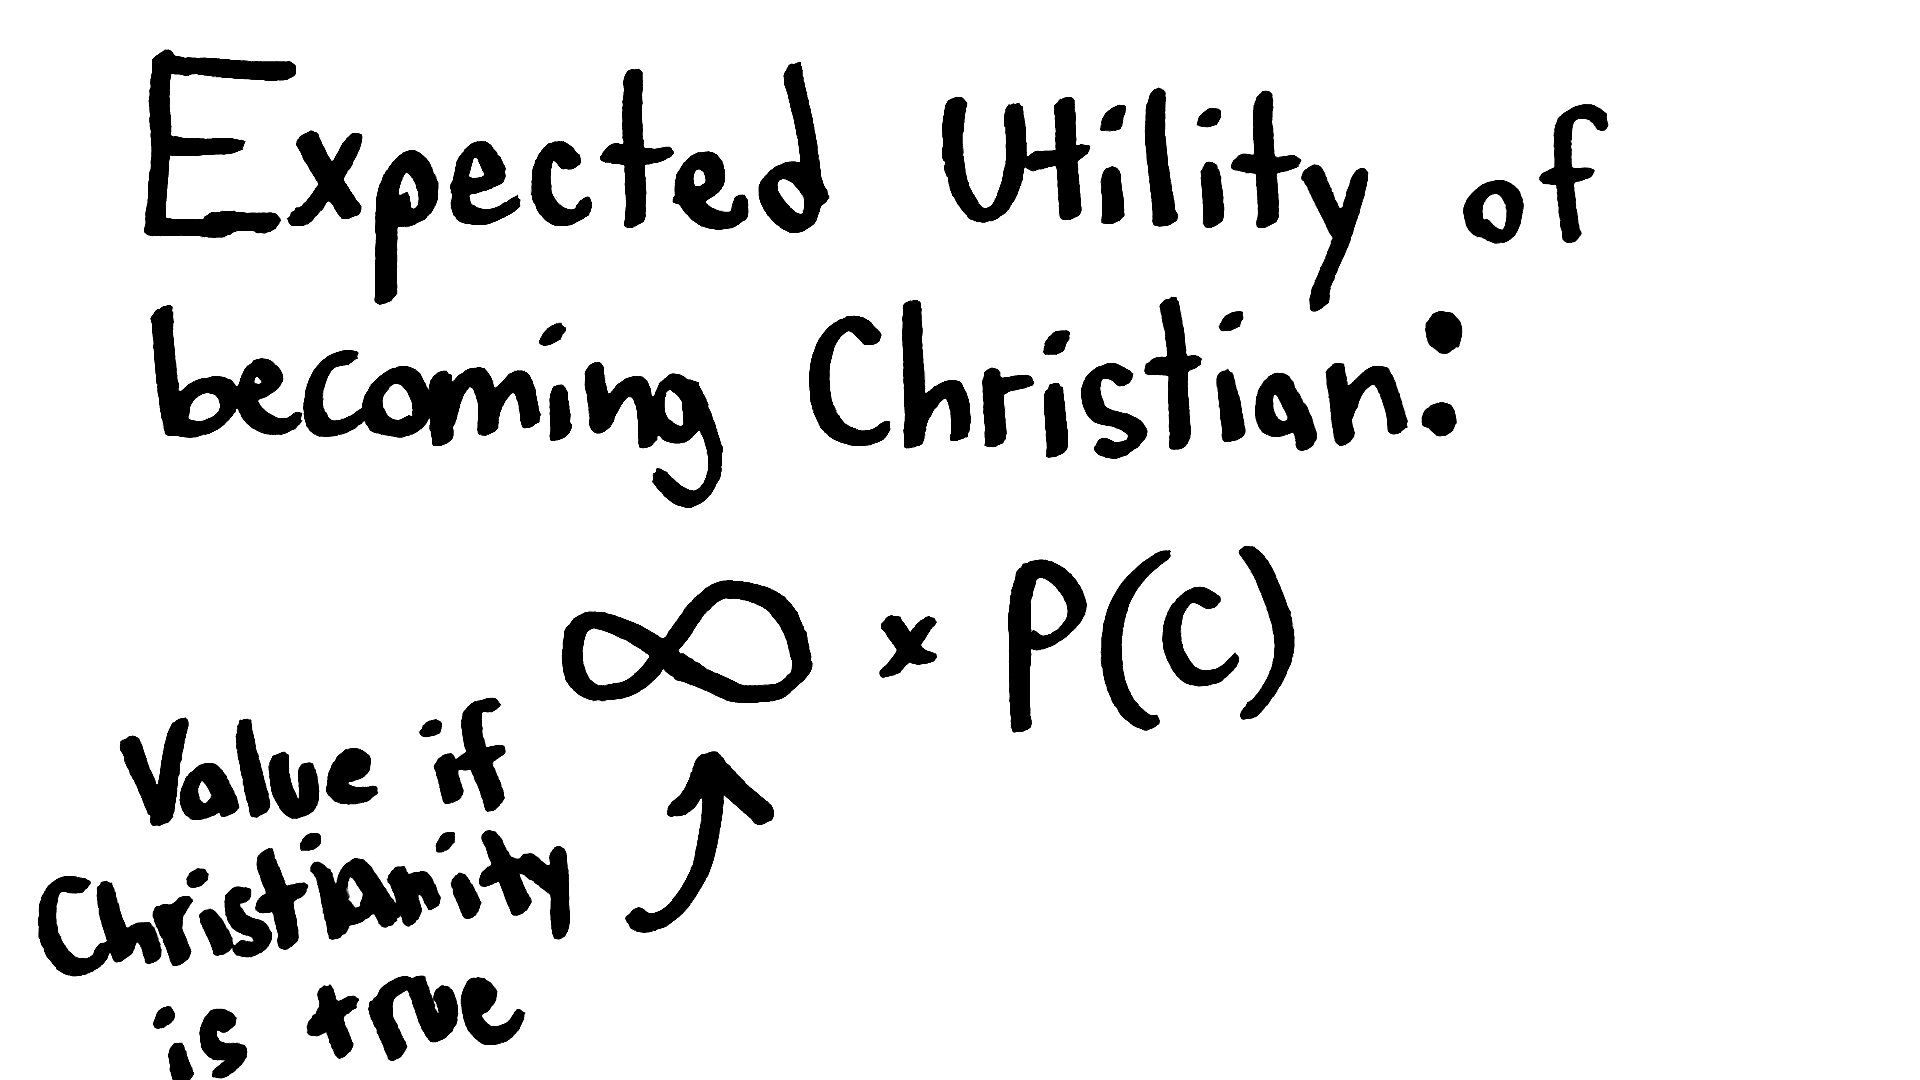 Expected Utility of
becoming Christian:
∞ × P(C)
Value if
Christianity
is true